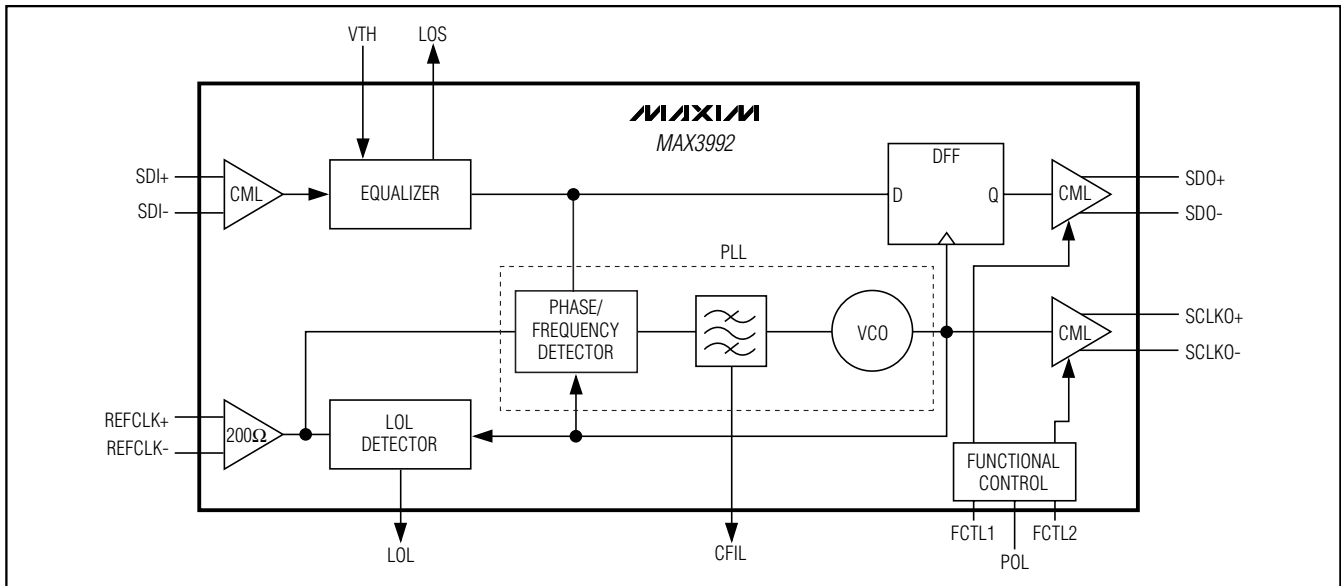 VTH
LOS
MAXIM
MAX3992
SDI+
SDI-
CML
EQUALIZER
DFF
D
Q
CML
SDO+
SDO-
PLL
PHASE/
FREQUENCY
DETECTOR
VCO
CML
SCLKO+
SCLKO-
REFCLK+
REFCLK-
200Ω
LOL
DETECTOR
FUNCTIONAL
CONTROL
LOL
CFIL
FCTL1
FCTL2
POL